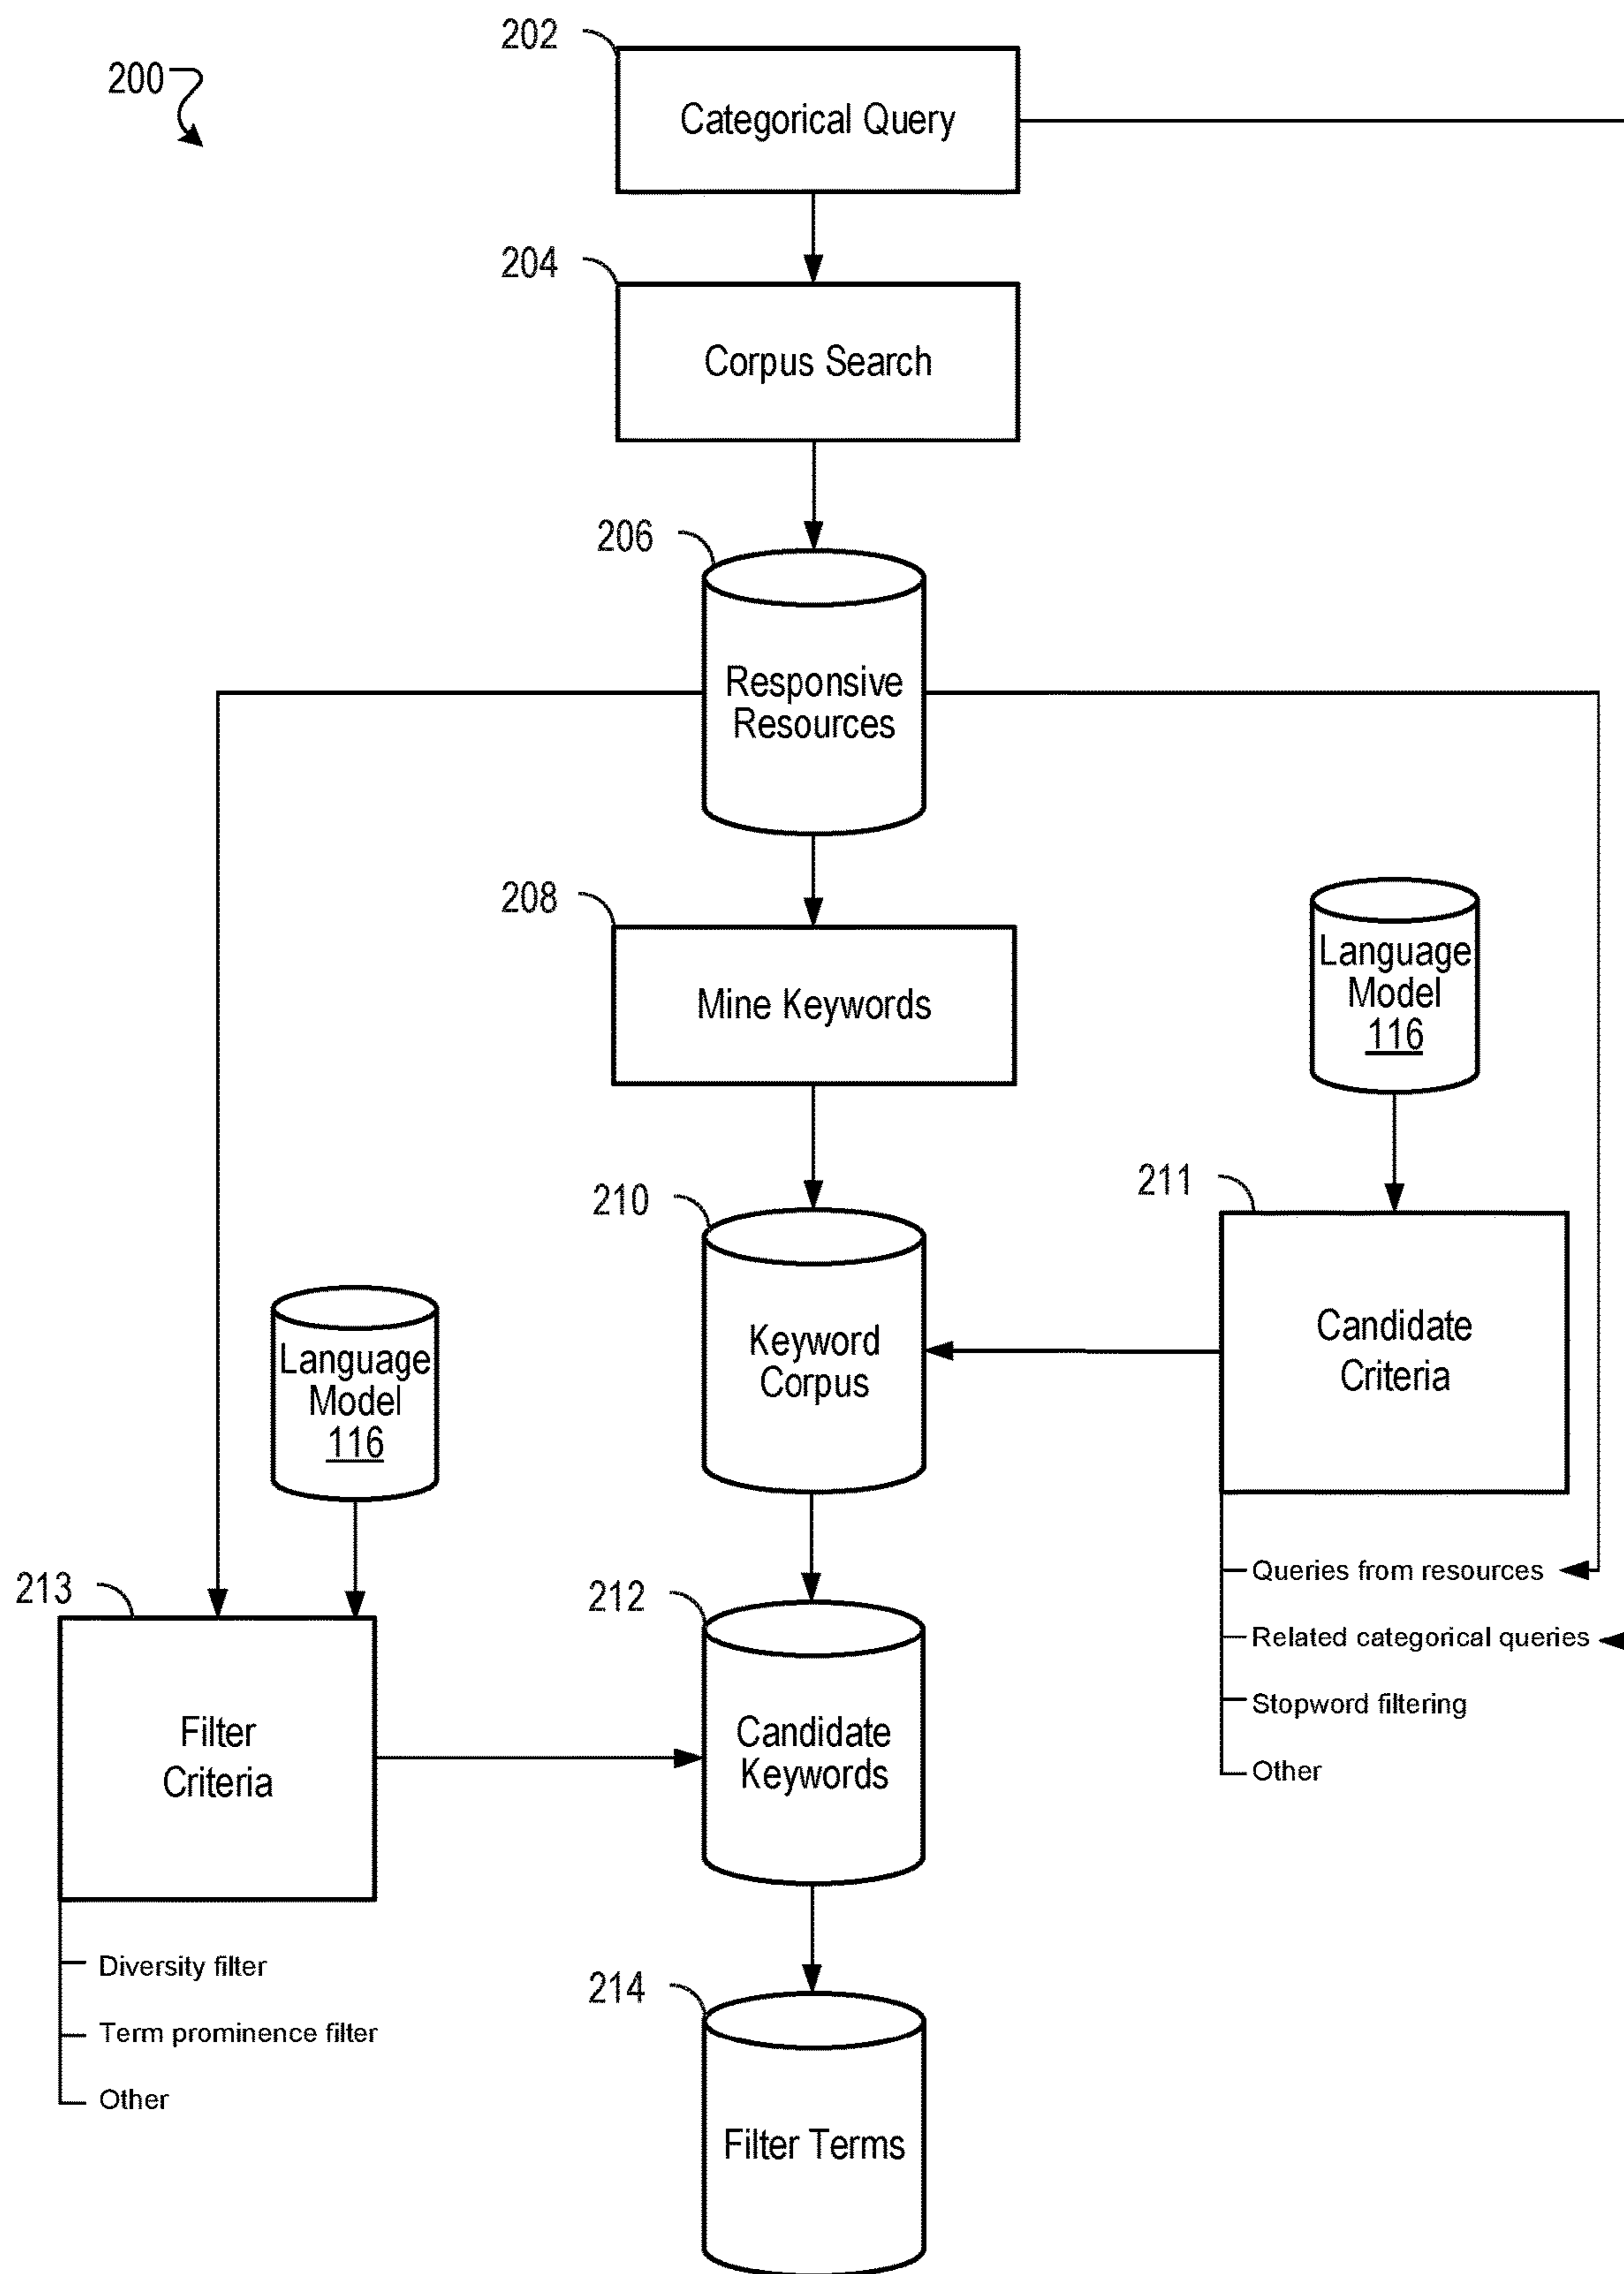 202
200
Categorical Query
204
Corpus Search
206
Responsive
Resources
208
Mine Keywords
Language
Model
116
211
210
Candidate
Criteria
Keyword
Corpus
Language
Model
116
Queries from resources
213
212
Related categorical queries
Stopword filtering
Filter
Criteria
Candidate
Keywords
Other
Diversity filter
214
Term prominence filter
Other
Filter Terms